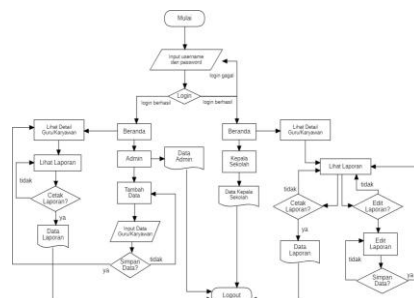 Mulai
Input username
dan password
login gagal
Login
login berhasil
login berhasil
Lihat Detail
Guru/Karyawan
Beranda
Beranda
Lihat Detail
Guru/Karyawan
Lihat Laporan
Admin
Data
Admin
Kepala
Sekolah
Lihat Laporan
tidak
tidak
tidak
Cetak
Laporan?
Tambah
Data
Data Kepala
Sekolah
Cetak
Laporan?
Edit
Laporan?
ya
ya
Data
Laporan
Input Data
Guru/Karyawan
Data
Laporan
Edit
Laporan
tidak
tidak
ya
Simpan
Data?
Simpan
Data?
ya
Logout